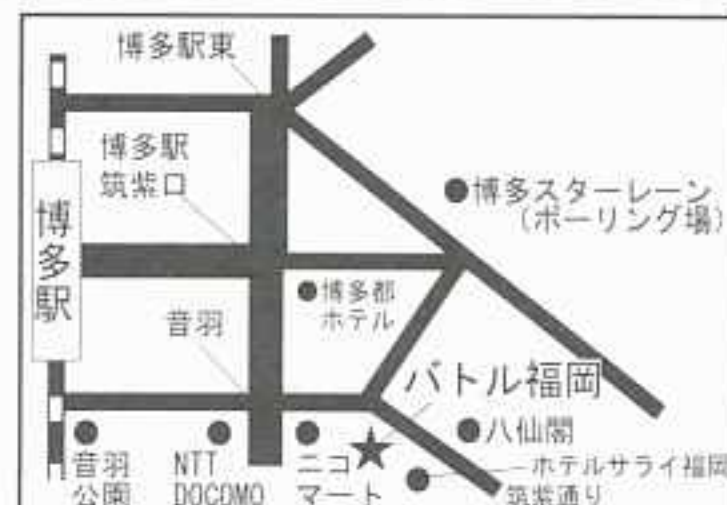 博多駅東
博多駅
筑紫口
博多スターレーン
(ボーリング場)
博多駅
博多都
ホテル
音羽
バトル福岡
八仙閣
音羽
公園
NTT
DOCOMO
ニコ
マート
ホテルサライ福岡
筑紫通り